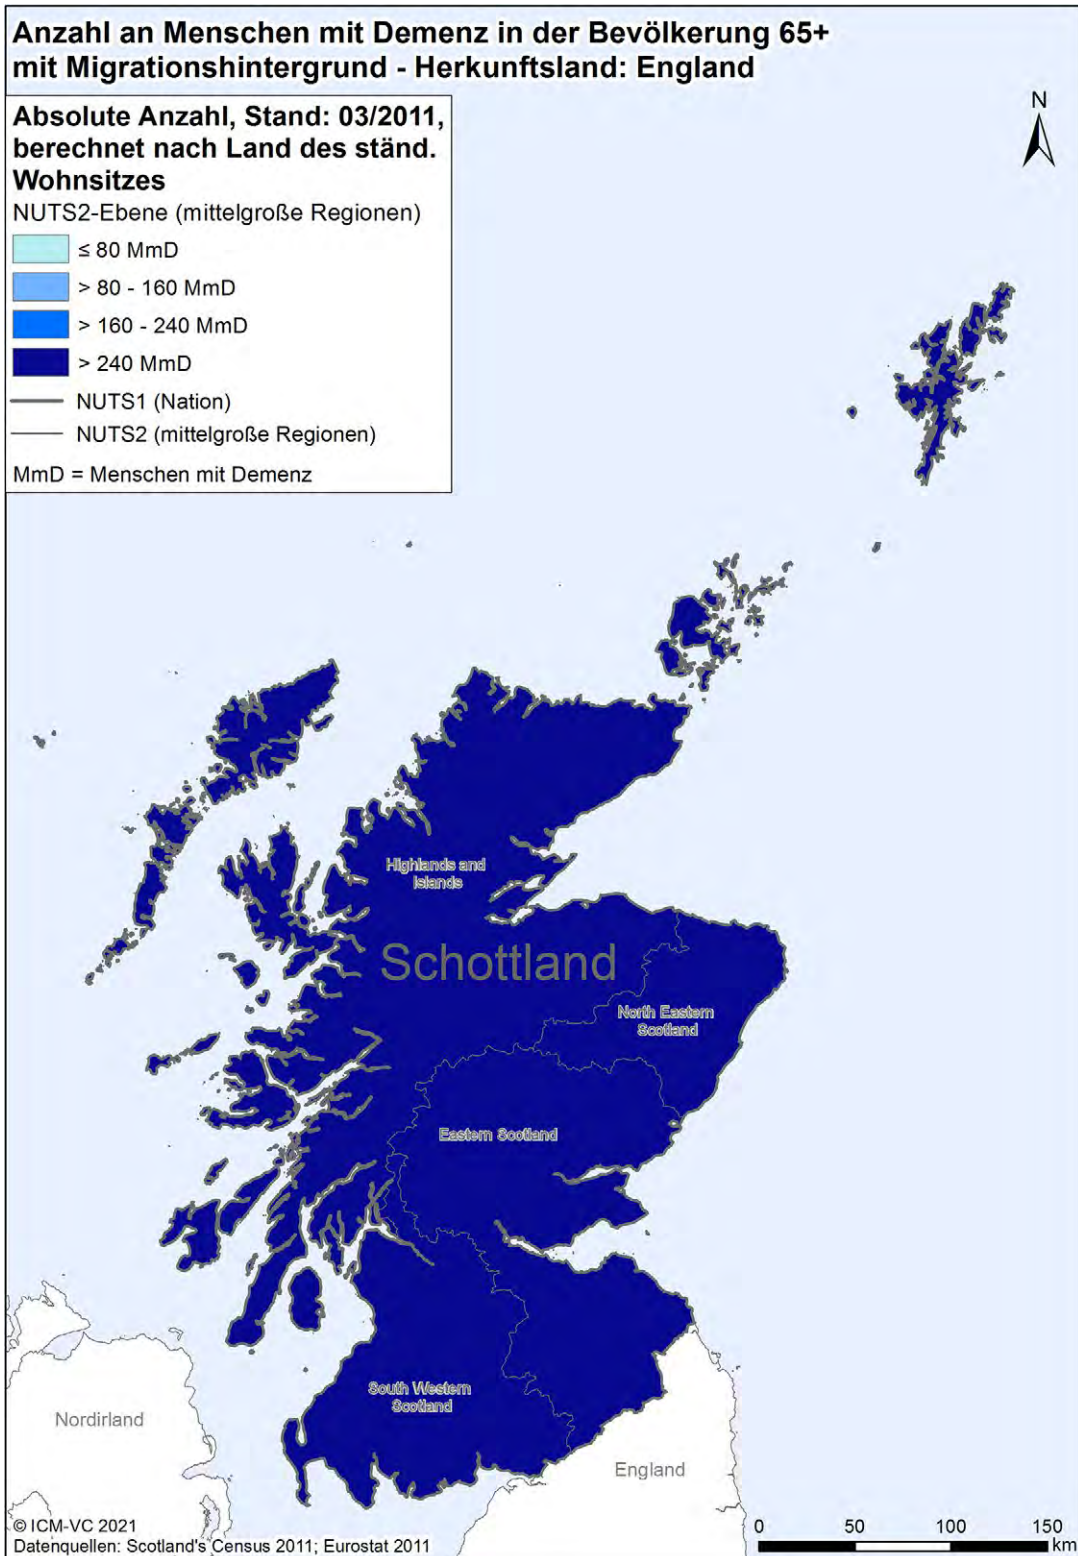 Anzahl an Menschen mit Demenz in der Bevölkerung 65+
mit Migrationshintergrund - Herkunftsland: England
Absolute Anzahl, Stand: 03/2011,
berechnet nach Land des ständ.
Wohnsitzes
NUTS2-Ebene (mittelgroße Regionen)
≤ 80 MmD
> 80 - 160 MmD
> 160 - 240 MmD
> 240 MmD
NUTS1 (Nation)
NUTS2 (mittelgroße Regionen)
MmD = Menschen mit Demenz
N
Highlands and
Islands
Schottland
North Eastern
Scotland
Eastern Scotland
South Western
Scotland
Nordirland
England
© ICM-VC 2021
Datenquellen: Scotland's Census 2011; Eurostat 2011
0 50 100 150
km